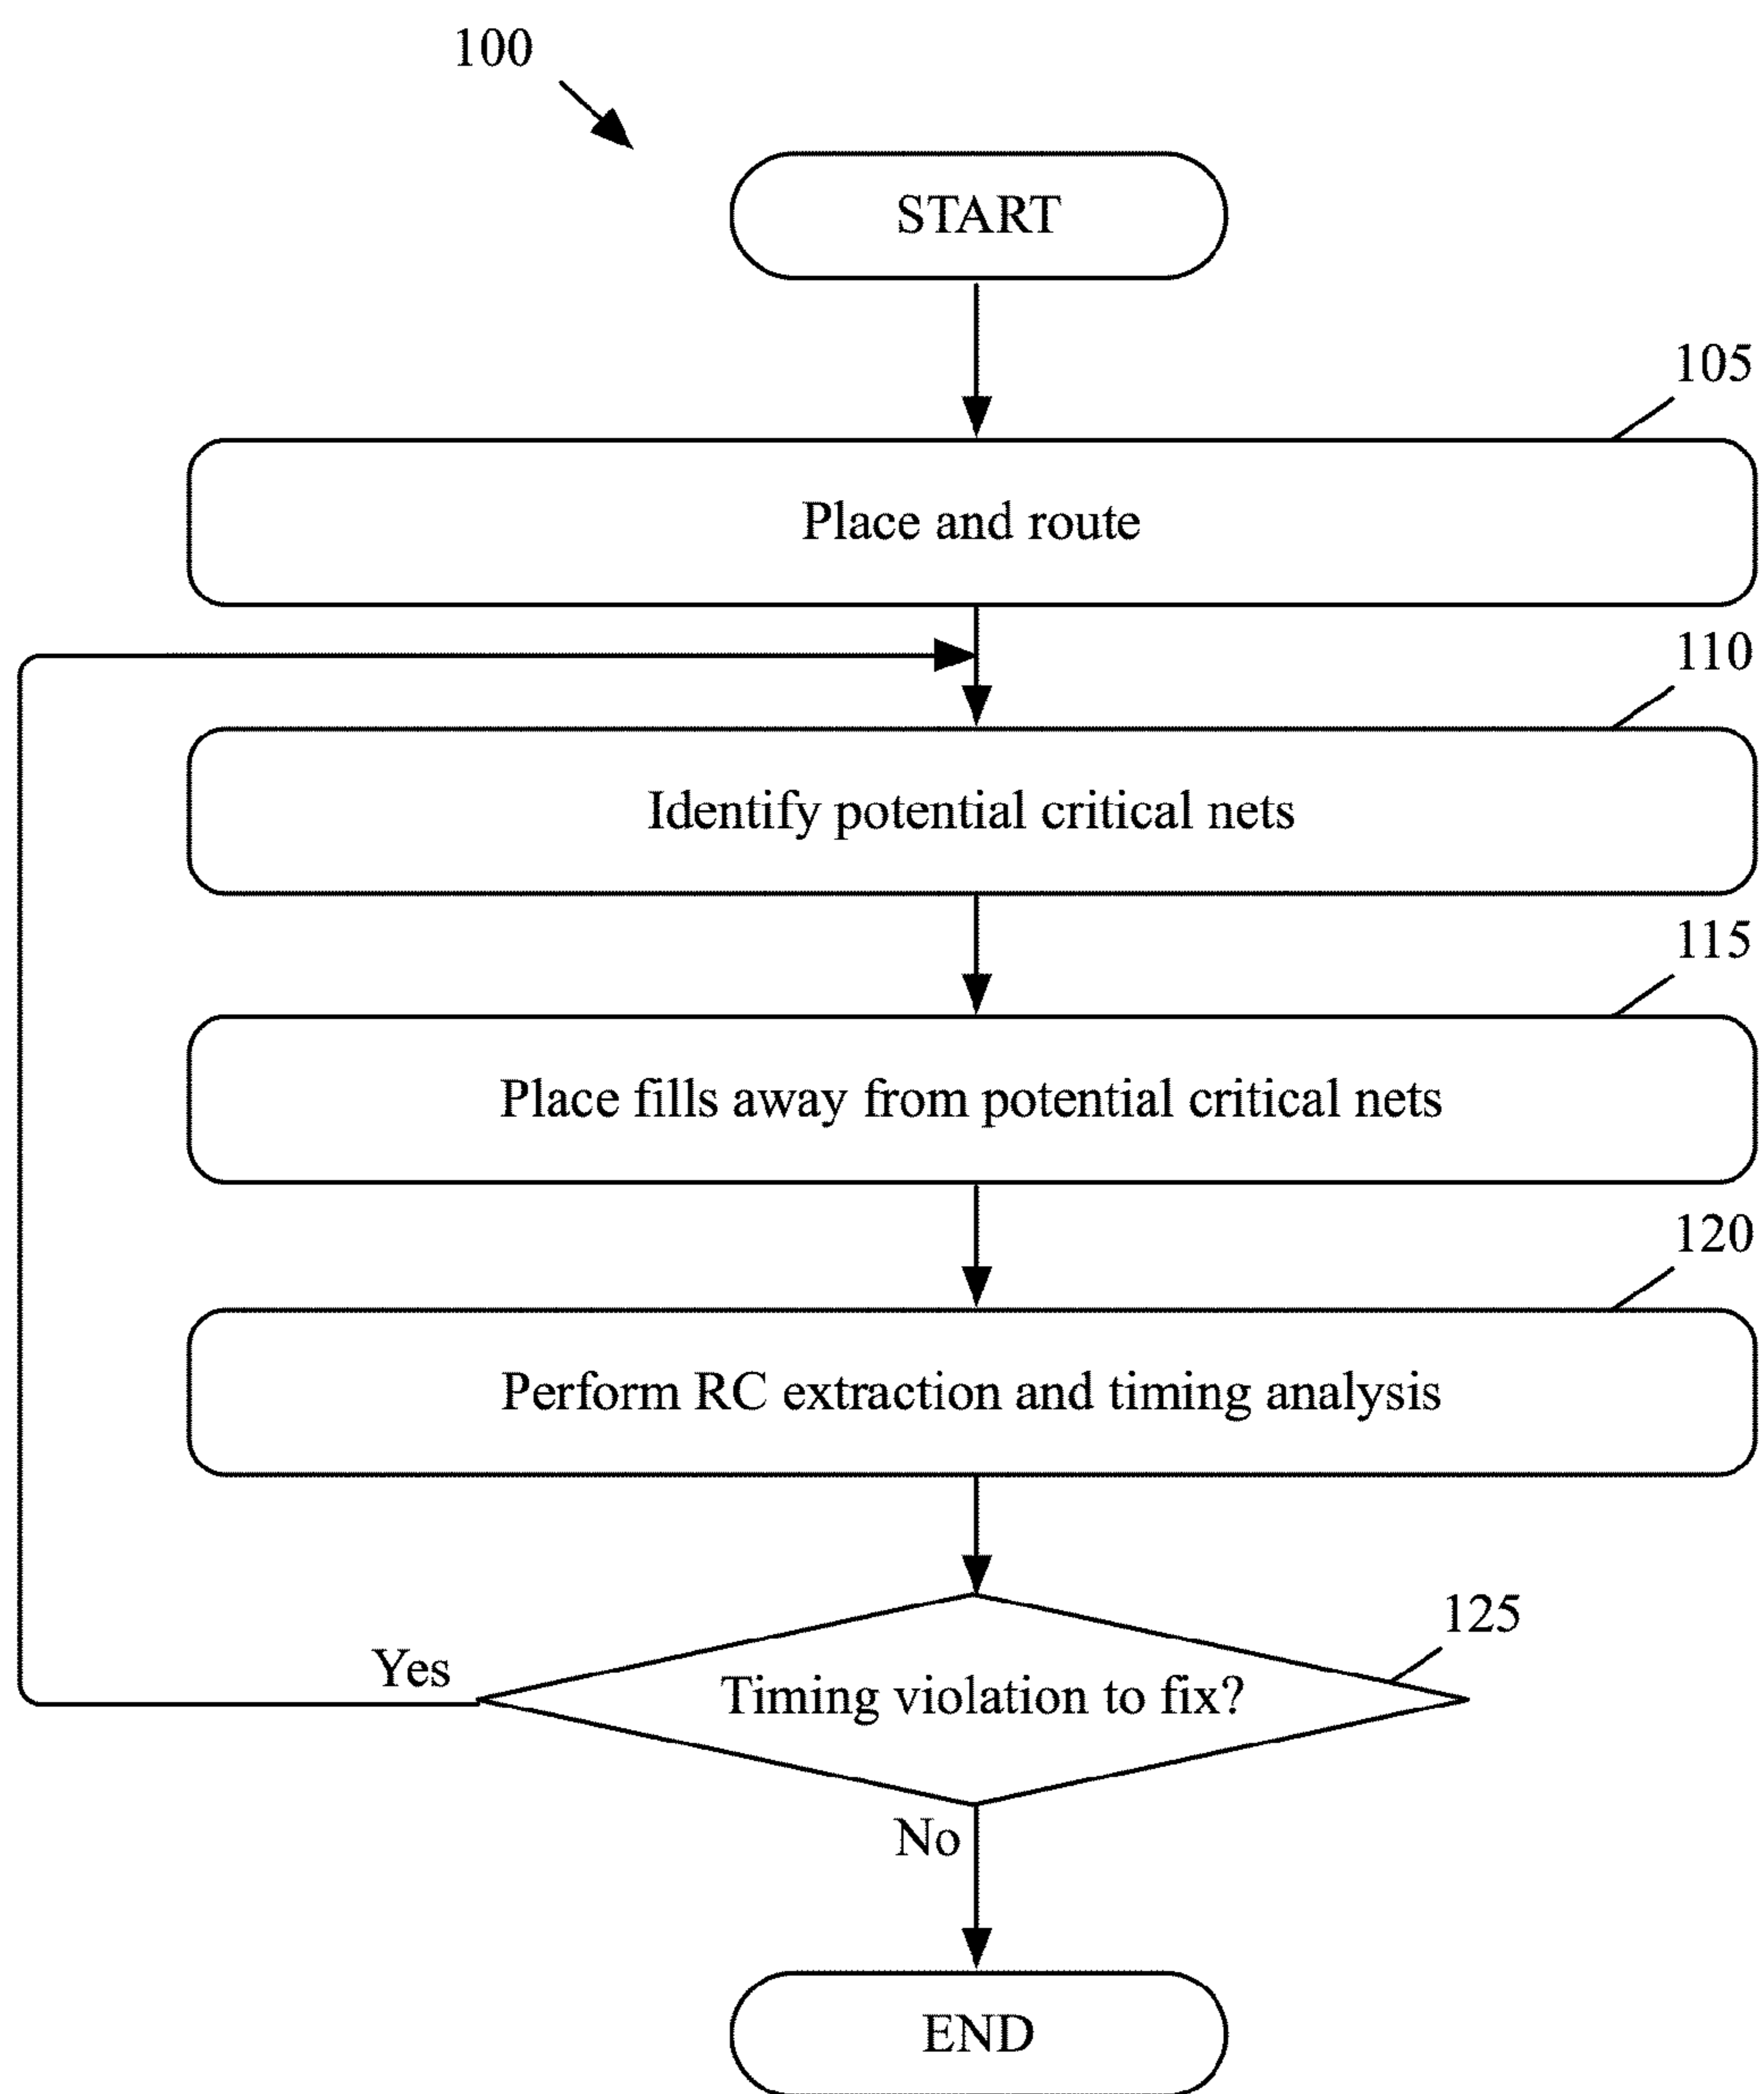 100
START
105
Place and route
110
Identify potential critical nets
115
Place fills away from potential critical nets
120
Perform RC extraction and timing analysis
125
Yes
Timing violation to fix?
No
END